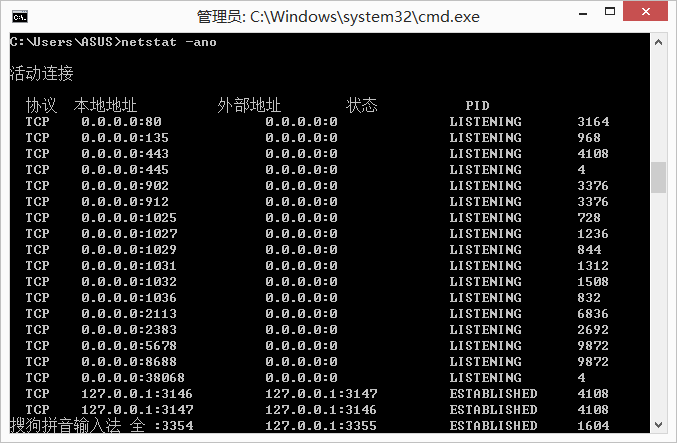 管理员: C:\Windows\system32\cmd.exe
C:\Users\ASUS>netstat -ano
活动连接
协议 本地地址 外部地址 状态 PID
TCP 0.0.0.0:80 0.0.0.0:0 LISTENING 3164
TCP 0.0.0.0:135 0.0.0.0:0 LISTENING 968
TCP 0.0.0.0:443 0.0.0.0:0 LISTENING 4108
TCP 0.0.0.0:445 0.0.0.0:0 LISTENING 4
TCP 0.0.0.0:902 0.0.0.0:0 LISTENING 3376
TCP 0.0.0.0:912 0.0.0.0:0 LISTENING 3376
TCP 0.0.0.0:1025 0.0.0.0:0 LISTENING 728
TCP 0.0.0.0:1027 0.0.0.0:0 LISTENING 1236
TCP 0.0.0.0:1029 0.0.0.0:0 LISTENING 844
TCP 0.0.0.0:1031 0.0.0.0:0 LISTENING 1312
TCP 0.0.0.0:1032 0.0.0.0:0 LISTENING 1508
TCP 0.0.0.0:1036 0.0.0.0:0 LISTENING 832
TCP 0.0.0.0:2113 0.0.0.0:0 LISTENING 6836
TCP 0.0.0.0:2383 0.0.0.0:0 LISTENING 2692
TCP 0.0.0.0:5678 0.0.0.0:0 LISTENING 9872
TCP 0.0.0.0:8688 0.0.0.0:0 LISTENING 9872
TCP 0.0.0.0:38068 0.0.0.0:0 LISTENING 4
TCP 127.0.0.1:3146 127.0.0.1:3147 ESTABLISHED 4108
TCP 127.0.0.1:3147 127.0.0.1:3146 ESTABLISHED 4108
搜狗拼音输入法 全 :3354 127.0.0.1:3355 ESTABLISHED 1604